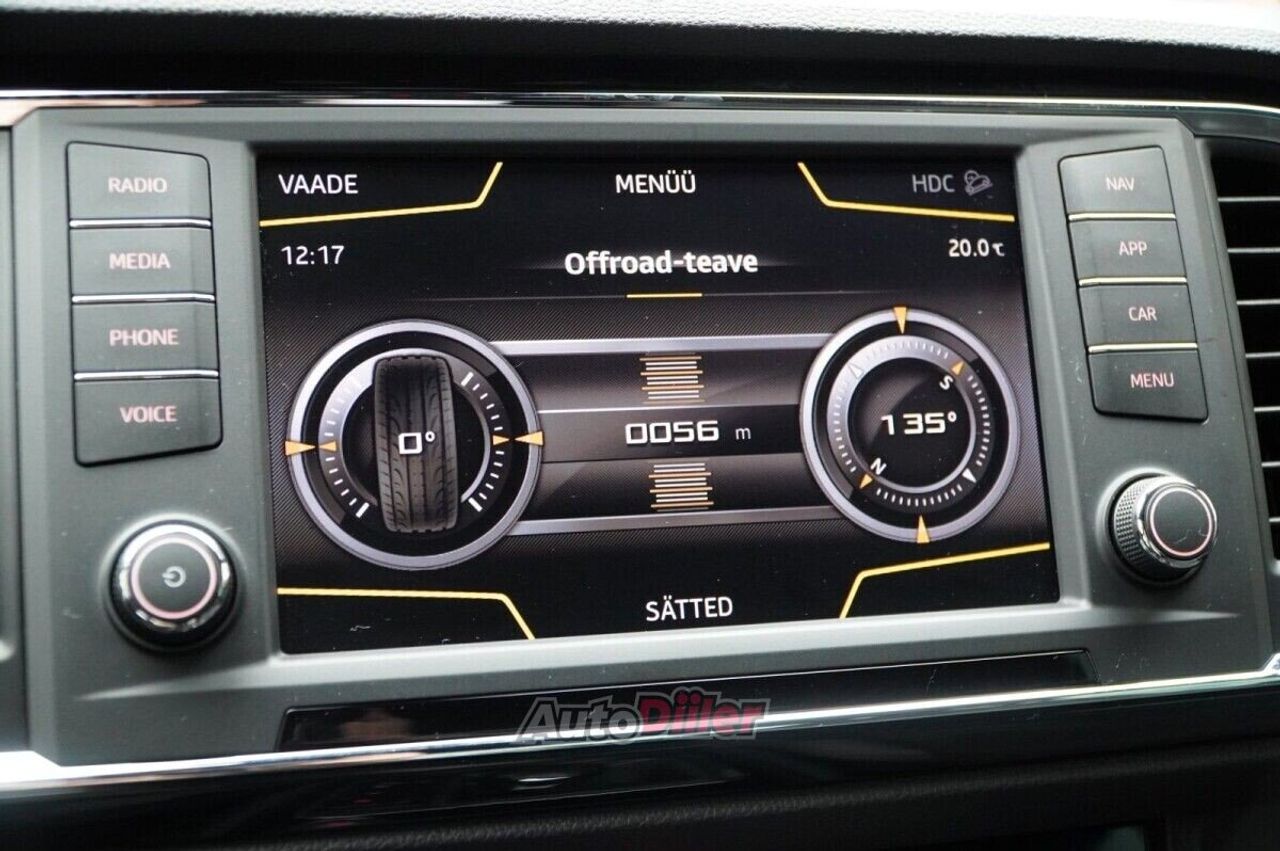 RADIO
MEDIA
PHONE
VOICE
VAADE
MENÜÜ
HDC
12:17
20.0℃
Offroad-teave
0°
0056 m
135°
S
N
SÄTTED
NAV
APP
CAR
MENU
AutoDiiler